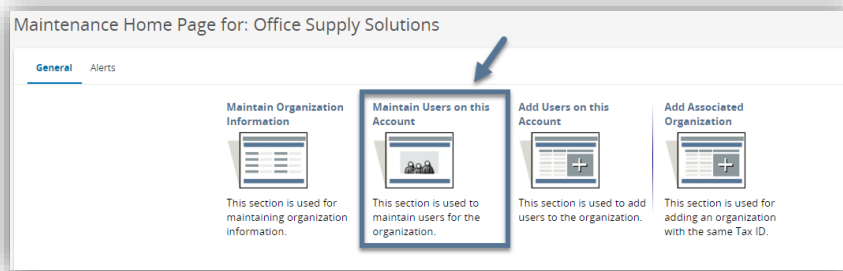 Maintenance Home Page for: Office Supply Solutions
General Alerts
Maintain Organization
Information
This section is used for
maintaining organization
information.
Maintain Users on this
Account
This section is used to
maintain users for the
organization.
Add Users on this
Account
This section is used to add
users to the organization.
Add Associated
Organization
This section is used for
adding an organization
with the same Tax ID.